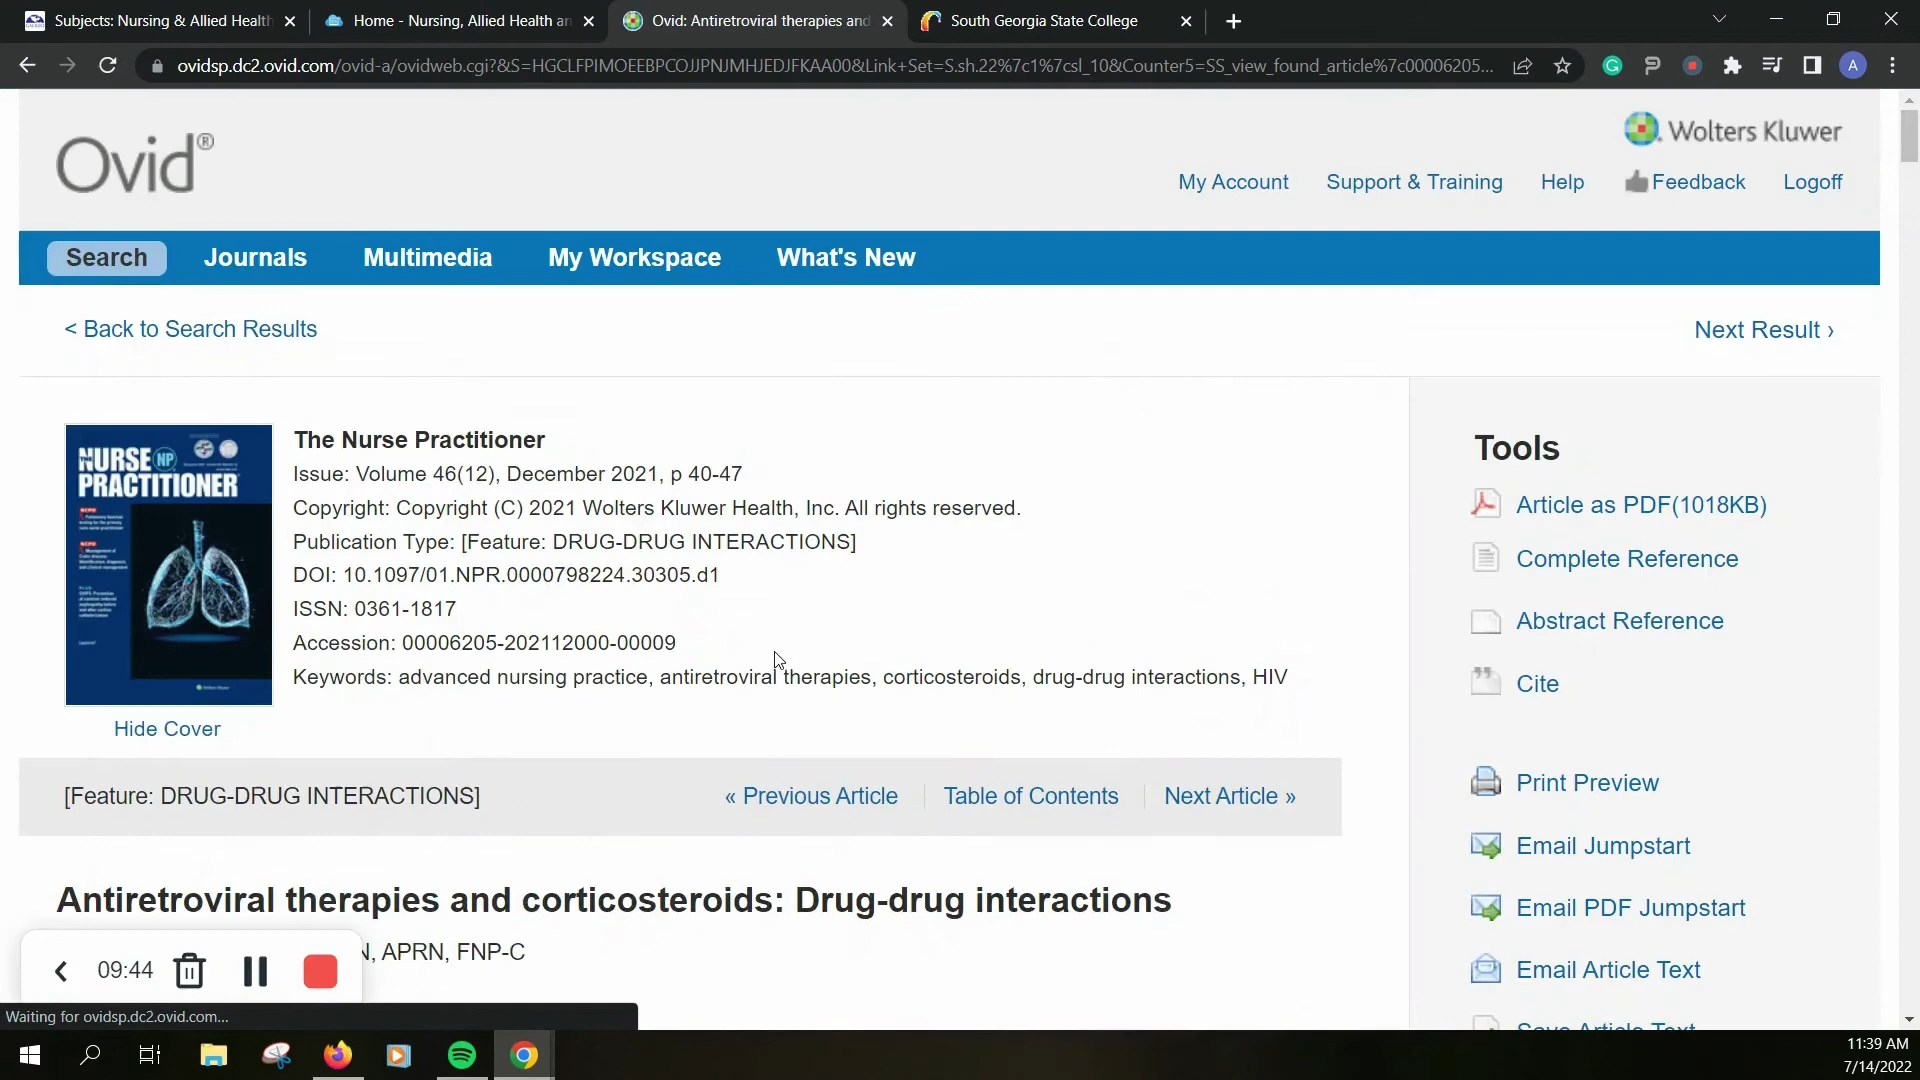 Subjects: Nursing & Allied Health
Home - Nursing, Allied Health an
Ovid: Antiretroviral therapies and
South Georgia State College
ovidsp.dc2.ovid.com/ovid-a/ovidweb.cgi?&S=HGCLFPIMOEEBPCOJJPNJMHJEDJFKAA00&Link+Set=S.sh.22%7c1%7csl_10&Counter5=SS_view_found_article%7c00006205...
A
Ovid®
Wolters Kluwer
My Account
Support & Training
Help
Feedback
Logoff
Search
Journals
Multimedia
My Workspace
What's New
< Back to Search Results
Next Result ›
THE NURSE NP PRACTITIONER
The Nurse Practitioner
Issue: Volume 46(12), December 2021, p 40-47
Copyright: Copyright (C) 2021 Wolters Kluwer Health, Inc. All rights reserved.
Publication Type: [Feature: DRUG-DRUG INTERACTIONS]
DOI: 10.1097/01.NPR.0000798224.30305.d1
ISSN: 0361-1817
Accession: 00006205-202112000-00009
Keywords: advanced nursing practice, antiretroviral therapies, corticosteroids, drug-drug interactions, HIV
Hide Cover
[Feature: DRUG-DRUG INTERACTIONS]
« Previous Article
Table of Contents
Next Article »
Antiretroviral therapies and corticosteroids: Drug-drug interactions
N, APRN, FNP-C
Tools
Article as PDF(1018KB)
Complete Reference
Abstract Reference
Cite
Print Preview
Email Jumpstart
Email PDF Jumpstart
Email Article Text
Save Article Text
09:44
Waiting for ovidsp.dc2.ovid.com...
11:39 AM
7/14/2022